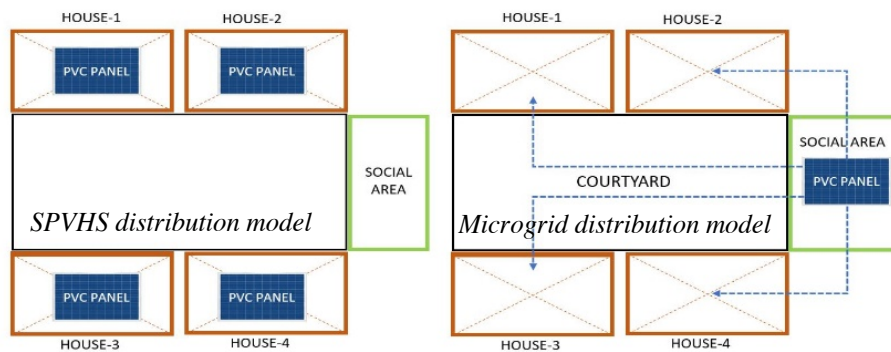 HOUSE-1
HOUSE-2
PVC PANEL
PVC PANEL
SOCIAL
AREA
SPVHS distribution model
PVC PANEL
PVC PANEL
HOUSE-3
HOUSE-4
HOUSE-1
HOUSE-2
SOCIAL AREA
PVC PANEL
COURTYARD
Microgrid distribution model
HOUSE-3
HOUSE-4